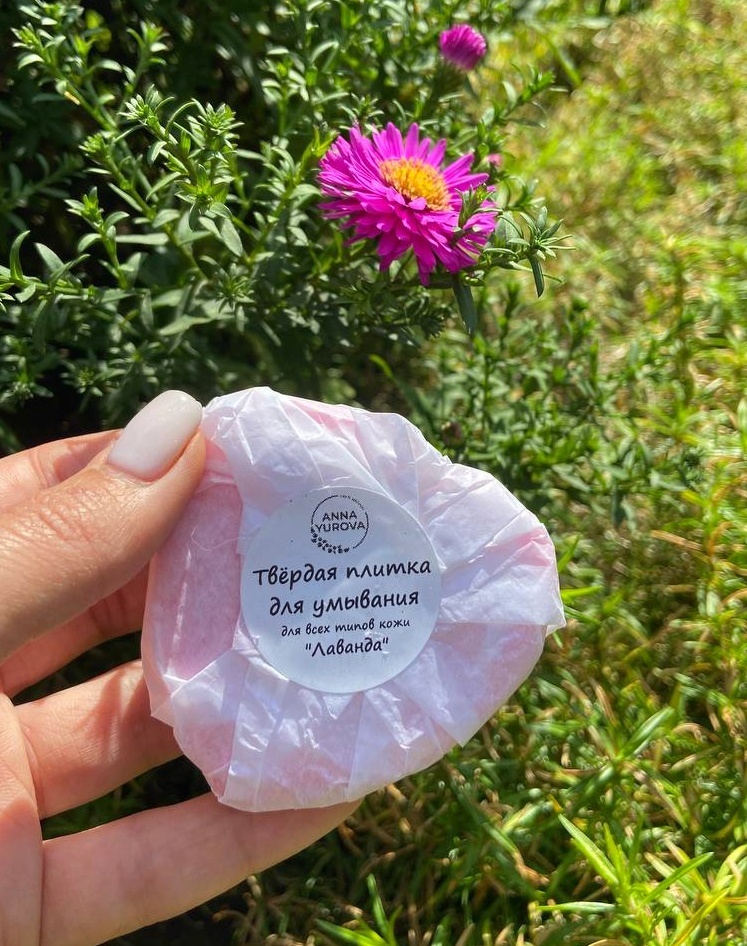 ANNA
YUROVA
Твёрдая плитка
для умывания
для всех типов кожи
"Лаванда"